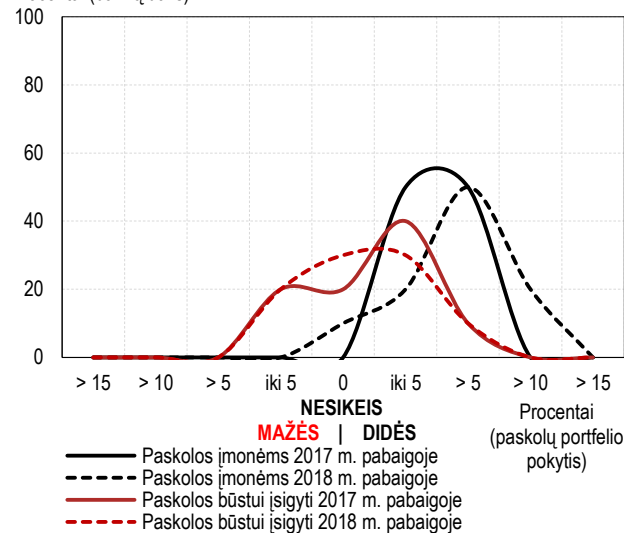 100
80
60
40
20
0
> 15 > 10 > 5 iki 5 0 iki 5 > 5 > 10 > 15
NESIKEIS
MAŽĖS | DIDĖS
Procentai
(paskolų portfelio
pokytis)
Paskolos įmonėms 2017 m. pabaigoje
Paskolos įmonėms 2018 m. pabaigoje
Paskolos būstui įsigyti 2017 m. pabaigoje
Paskolos būstui įsigyti 2018 m. pabaigoje